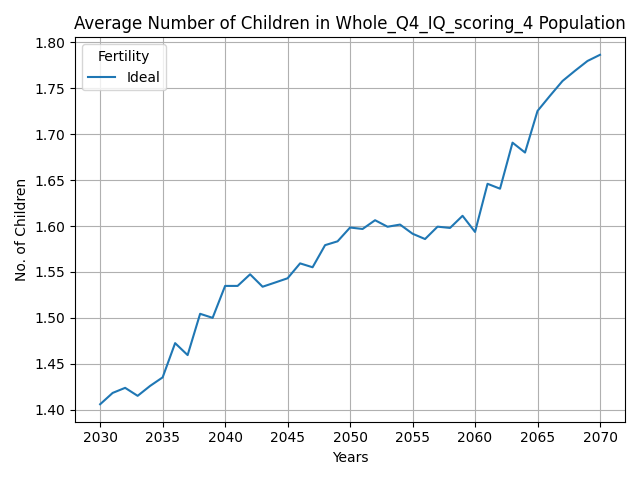 Average Number of Children in Whole_Q4_IQ_scoring_4 Population
Fertility
Ideal
No. of Children
1.80
1.75
1.70
1.65
1.60
1.55
1.50
1.45
1.40
2030 2035 2040 2045 2050 2055 2060 2065 2070
Years